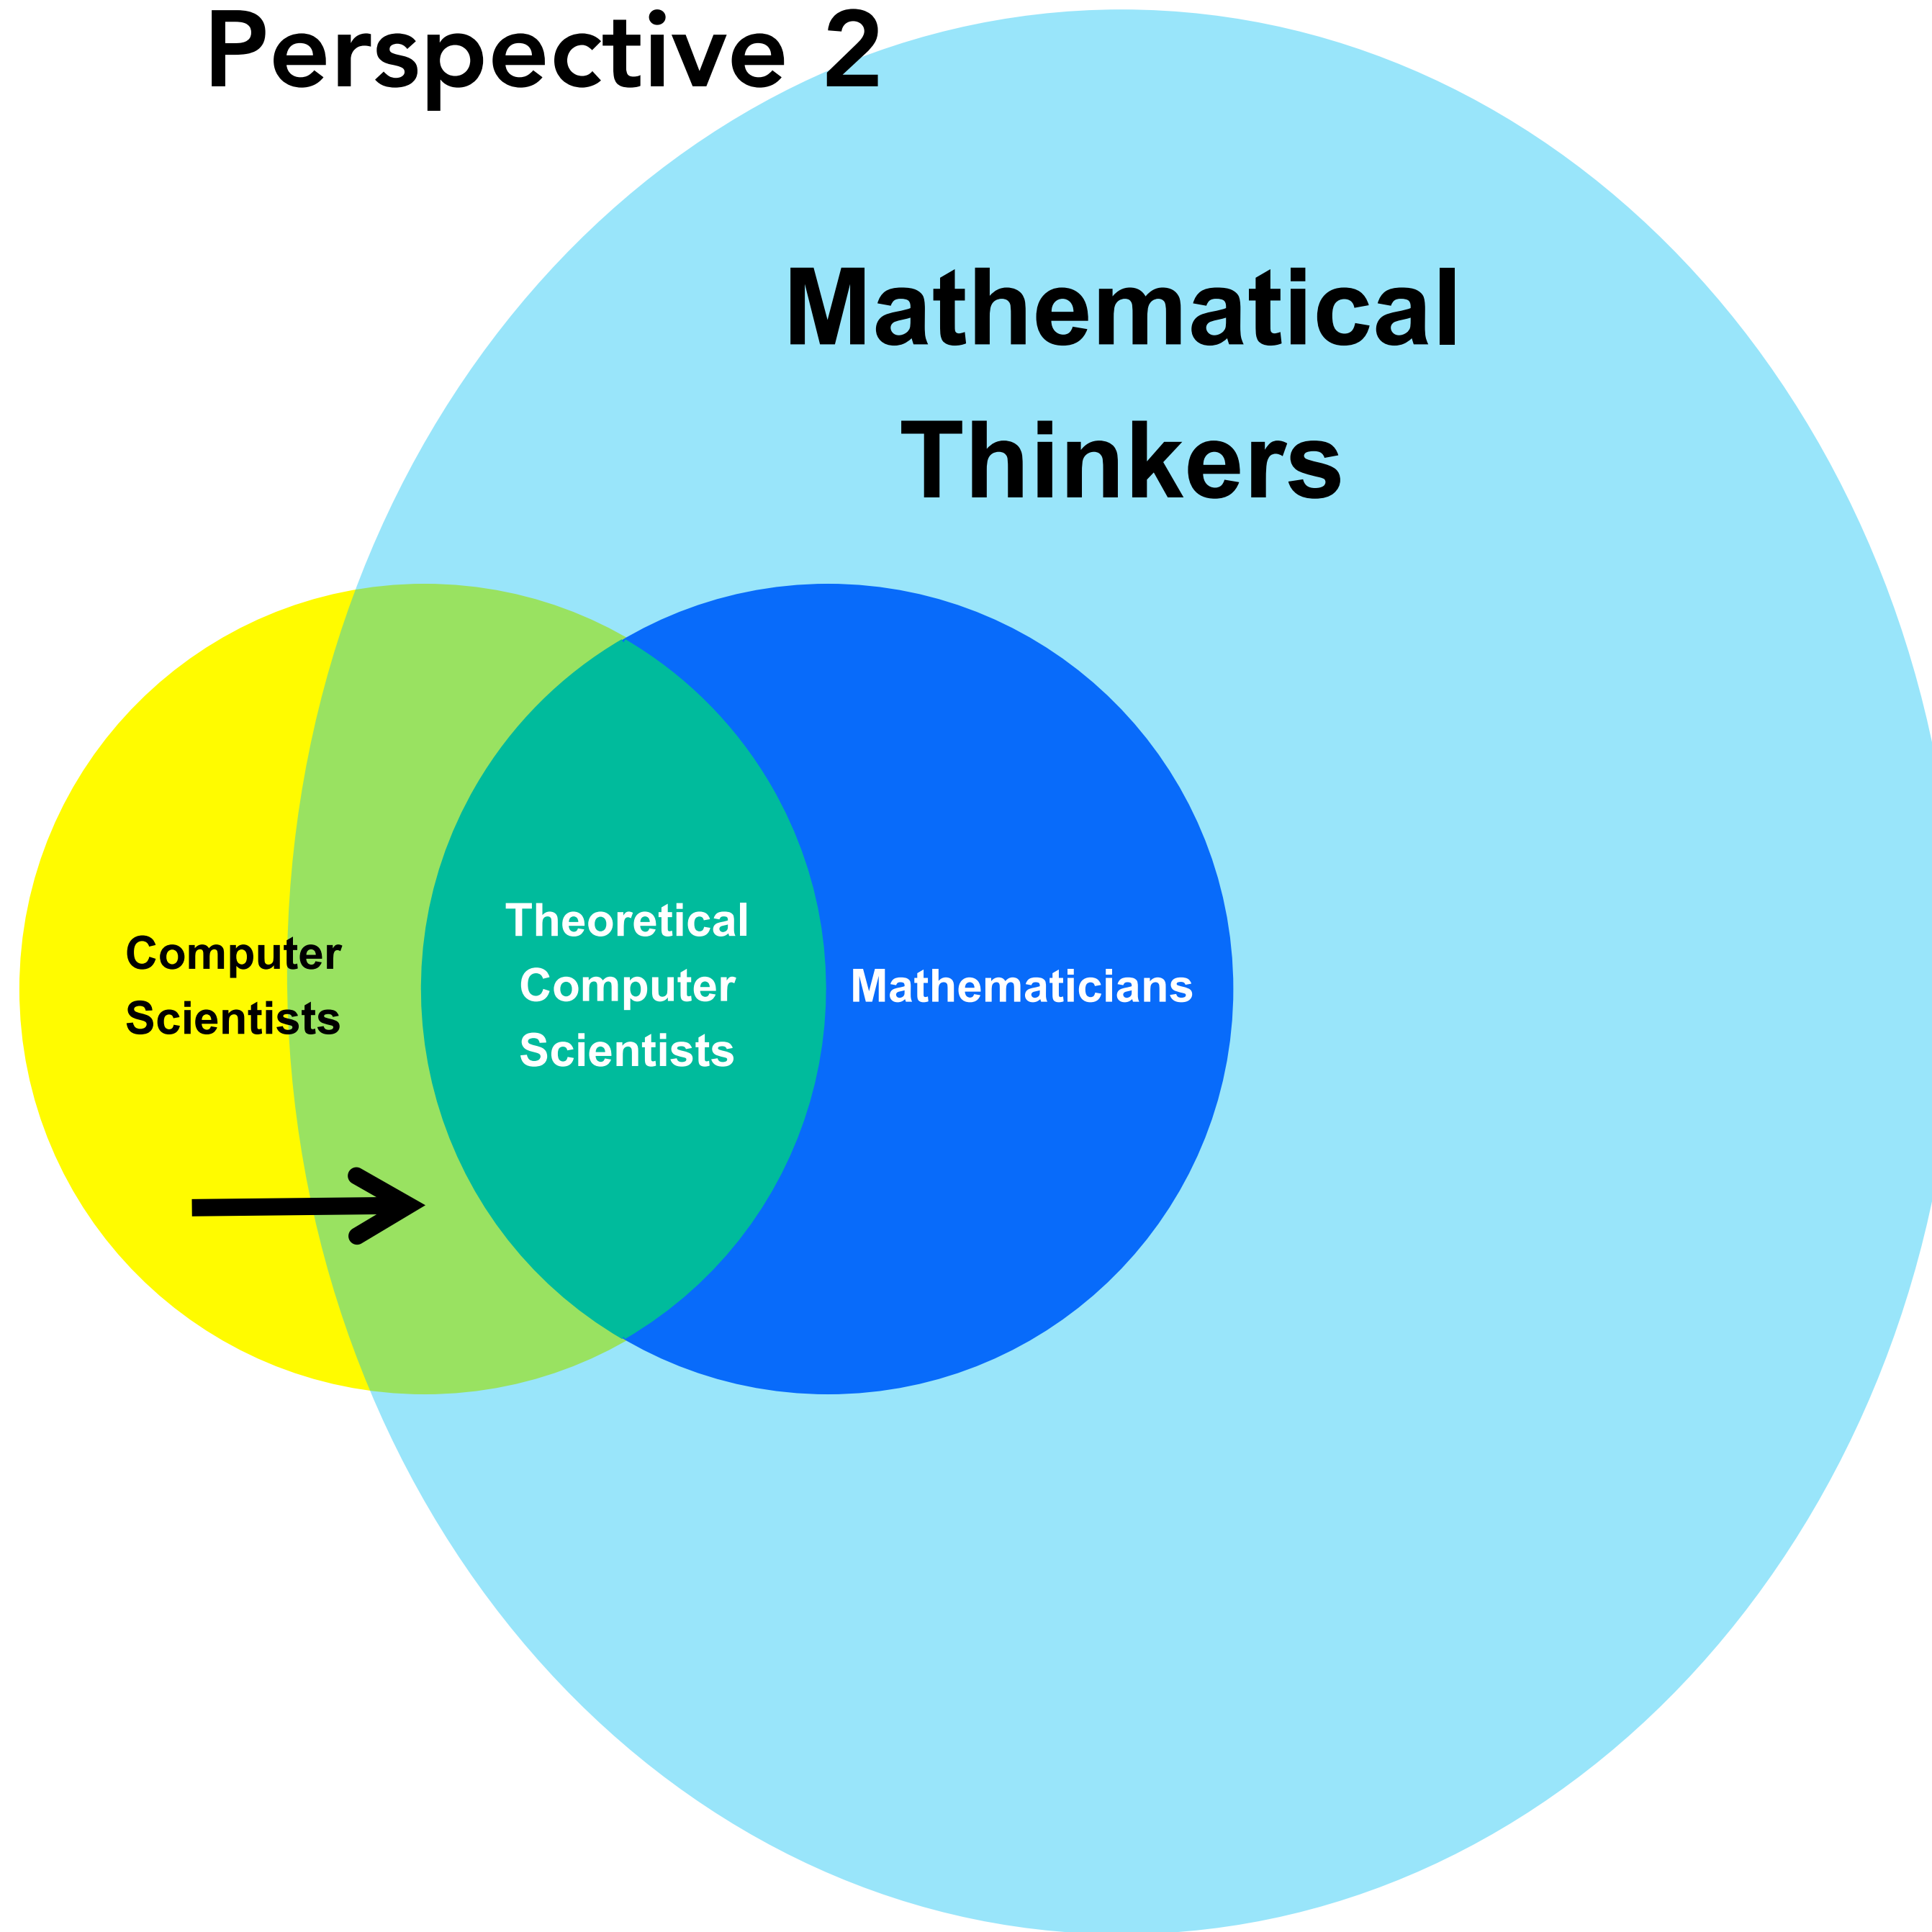 Perspective 2
Mathematical
Thinkers
Computer
Scientists
Theoretical
Computer
Scientists
Mathematicians